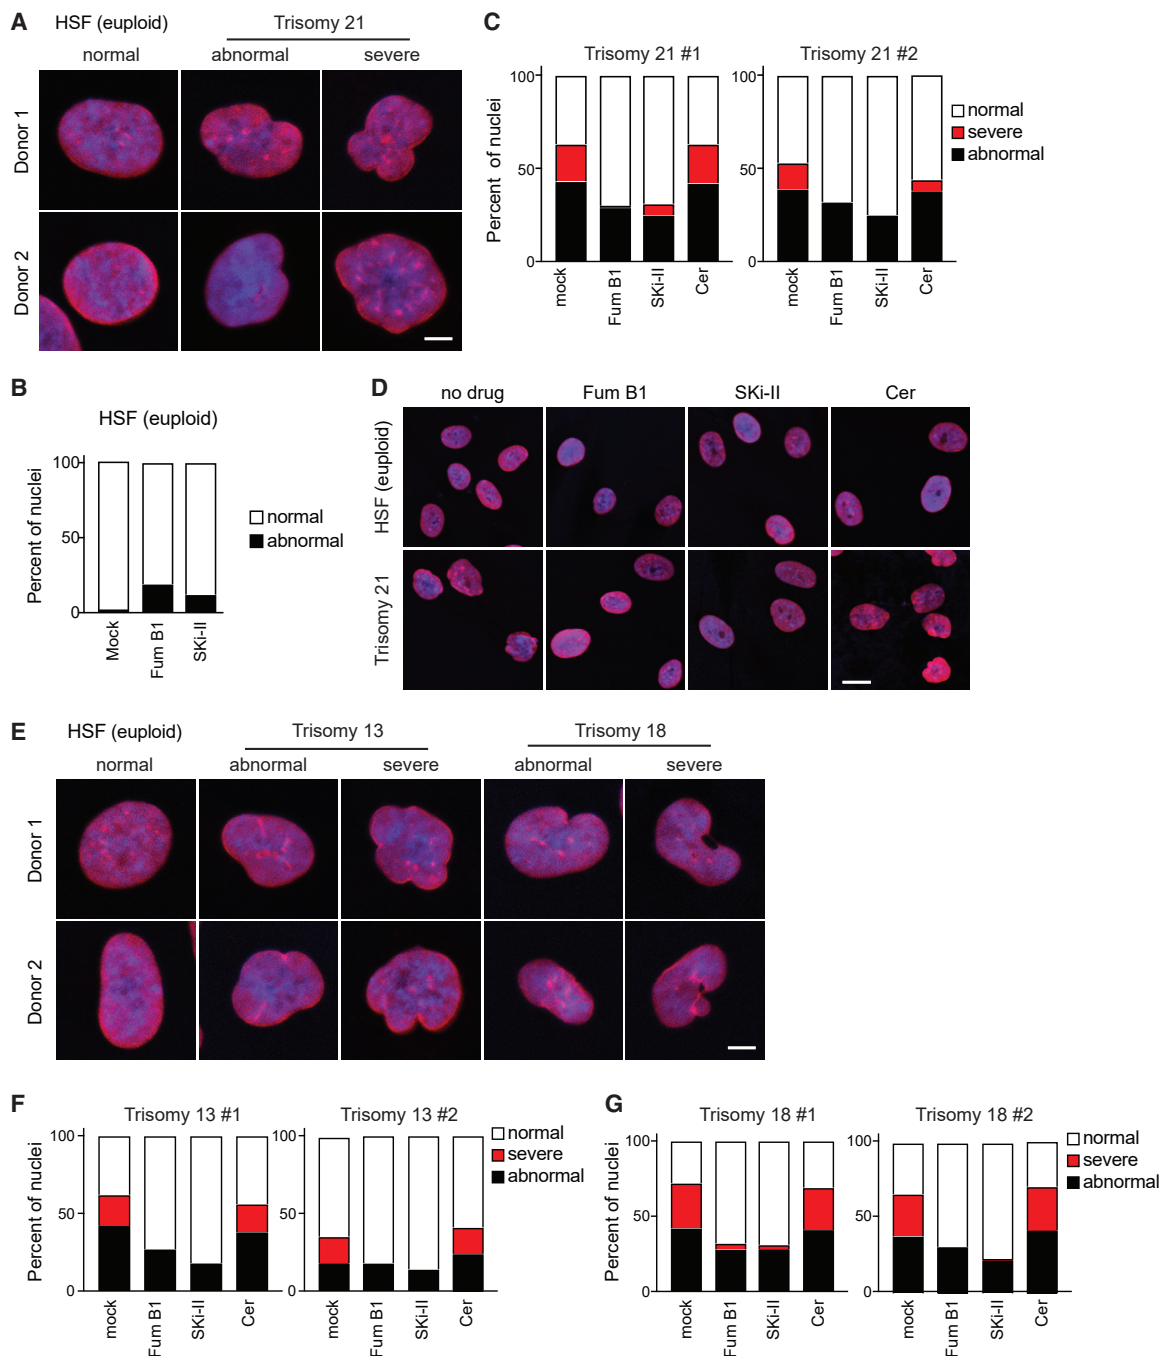 A
HSF (euploid)
Trisomy 21
normal
abnormal
severe
Donor 1
Donor 2
B
HSF (euploid)
Percent of nuclei
100
50
0
Mock
Fum B1
SKi-II
normal
abnormal
C
Trisomy 21 #1
Trisomy 21 #2
Percent of nuclei
100
50
0
mock
Fum B1
SKi-II
Cer
100
50
0
mock
Fum B1
SKi-II
Cer
normal
severe
abnormal
D
no drug
Fum B1
SKi-II
Cer
HSF (euploid)
Trisomy 21
E
HSF (euploid)
Trisomy 13
Trisomy 18
normal
abnormal
severe
abnormal
severe
Donor 1
Donor 2
F
Trisomy 13 #1
Trisomy 13 #2
Percent of nuclei
100
50
0
mock
Fum B1
SKi-II
Cer
100
50
0
mock
Fum B1
SKi-II
Cer
normal
severe
abnormal
G
Trisomy 18 #1
Trisomy 18 #2
Percent of nuclei
100
50
0
mock
Fum B1
SKi-II
Cer
100
50
0
mock
Fum B1
SKi-II
Cer
normal
severe
abnormal